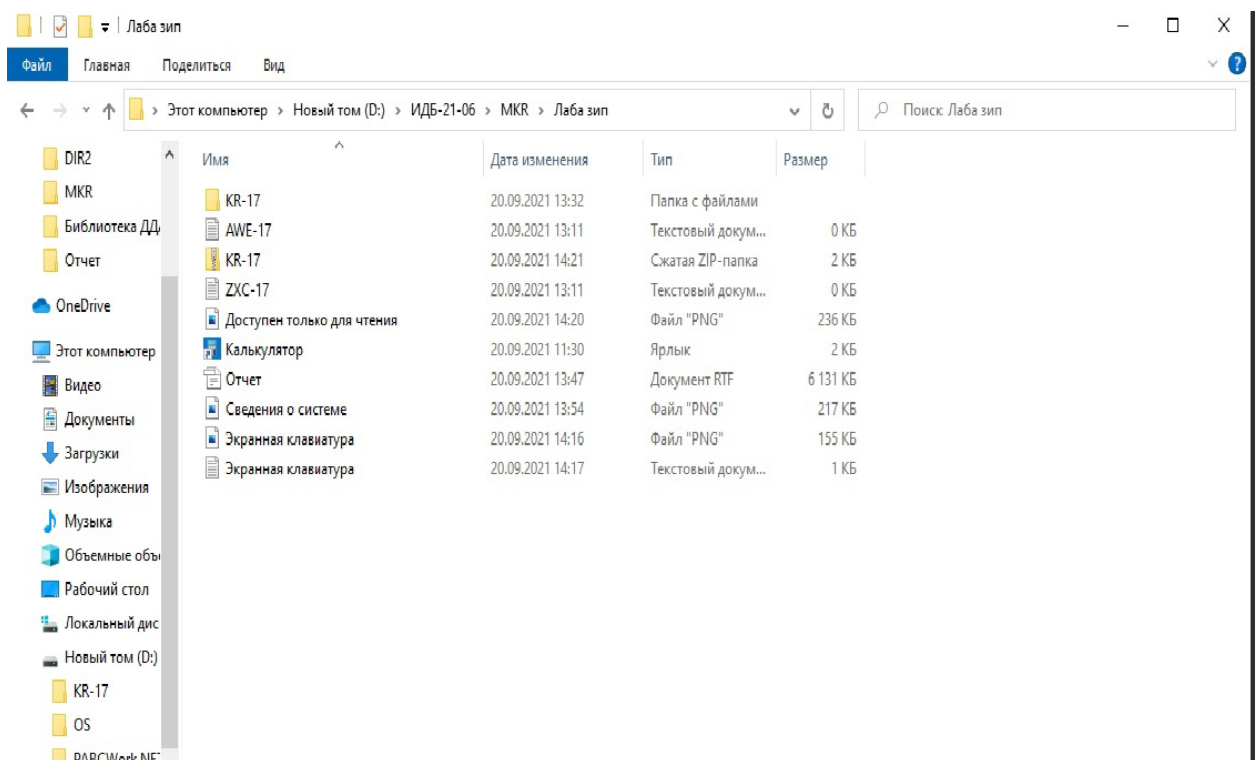 Лаба зип
Файл Главная Поделиться Вид
Этот компьютер > Новый том (D:) > ИДБ-21-06 > MKR > Лаба зип
Поиск: Лаба зип
DIR2
MKR
Библиотека ДД
Отчет
OneDrive
Этот компьютер
Видео
Документы
Загрузки
Изображения
Музыка
Объемные объ
Рабочий стол
Локальный дис
Новый том (D:)
KR-17
OS
PARCWork.NET
Имя Дата изменения Тип Размер
KR-17 20.09.2021 13:32 Папка с файлами
AWE-17 20.09.2021 13:11 Текстовый докум... 0 КБ
KR-17 20.09.2021 14:21 Сжатая ZIP-папка 2 КБ
ZXC-17 20.09.2021 13:11 Текстовый докум... 0 КБ
Доступен только для чтения 20.09.2021 14:20 Файл "PNG" 236 КБ
Калькулятор 20.09.2021 11:30 Ярлык 2 КБ
Отчет 20.09.2021 13:47 Документ RTF 6 131 КБ
Сведения о системе 20.09.2021 13:54 Файл "PNG" 217 КБ
Экранная клавиатура 20.09.2021 14:16 Файл "PNG" 155 КБ
Экранная клавиатура 20.09.2021 14:17 Текстовый докум... 1 КБ